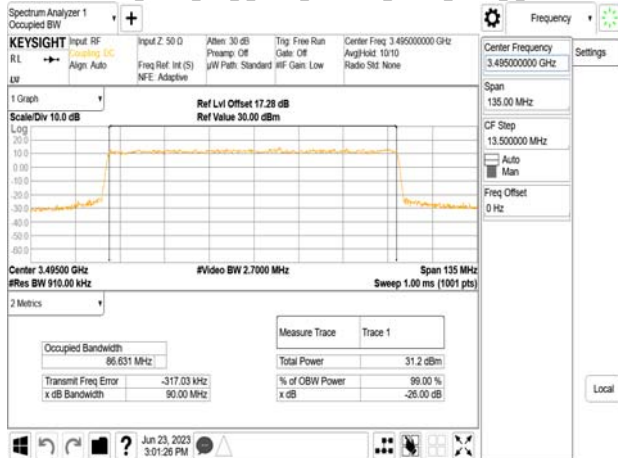 Spectrum Analyzer 1
Occupied BW
Frequency
KEYSIGHT
Input: RF
Coupling: DC
Align: Auto
Input Z: 50 Ω
Freq Ref: Int (S)
NFE: Adaptive
Atten: 30 dB
Preamp: Off
µW Path: Standard
Trig: Free Run
Gate: Off
#IF Gain: Low
Center Freq: 3.495000000 GHz
Avg|Hold: 10/10
Radio Std: None
RL
LVI
Center Frequency
3.495000000 GHz
Settings
Span
135.00 MHz
CF Step
13.500000 MHz
Auto
Man
Freq Offset
0 Hz
1 Graph
Ref Lvl Offset 17.28 dB
Scale/Div 10.0 dB
Ref Value 30.00 dBm
Log
20.0
10.0
0.00
-10.0
-20.0
-30.0
-40.0
-50.0
-60.0
Center 3.49500 GHz
#Video BW 2.7000 MHz
Span 135 MHz
#Res BW 910.00 kHz
Sweep 1.00 ms (1001 pts)
2 Metrics
Measure Trace
Trace 1
Occupied Bandwidth
86.631 MHz
Total Power
31.2 dBm
Transmit Freq Error
-317.03 kHz
% of OBW Power
99.00 %
x dB Bandwidth
90.00 MHz
x dB
-26.00 dB
Local
Jun 23, 2023
3:01:26 PM